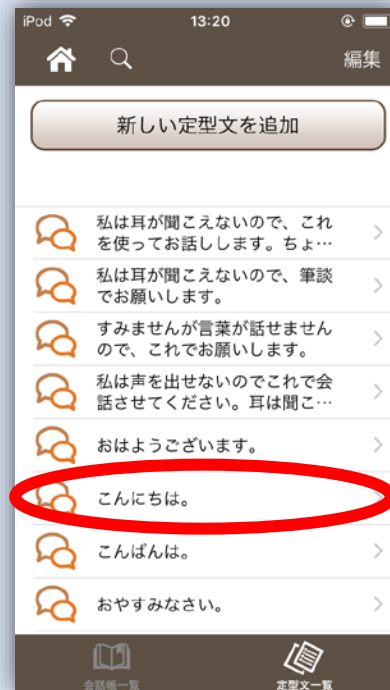 iPod 13:20
編集
新しい定型文を追加
私は耳が聞こえないので、これ
を使ってお話しします。ちょ…
私は耳が聞こえないので、筆談
でお願いします。
すみませんが言葉が話せません
ので、これでお願いします。
私は声を出せないのでこれで会
話させてください。耳は聞こ…
おはようございます。
こんにちは。
こんばんは。
おやすみなさい。
会話帳一覧 定型文一覧